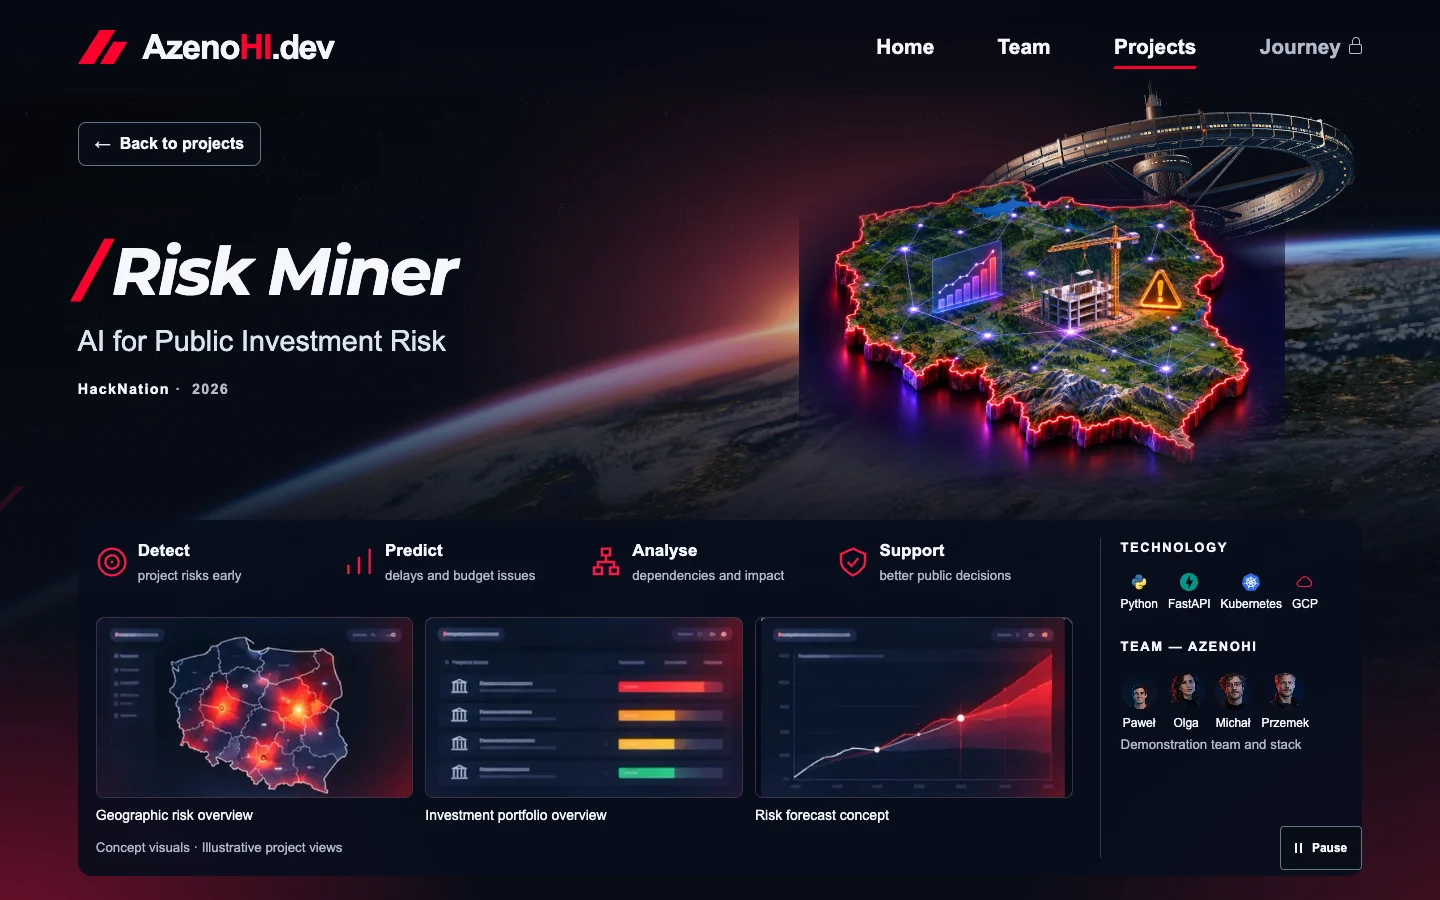 AzenoHI.dev
Home
Team
Projects
Journey
← Back to projects
Risk Miner
AI for Public Investment Risk
HackNation · 2026
Detect
project risks early
Predict
delays and budget issues
Analyse
dependencies and impact
Support
better public decisions
Geographic risk overview
Investment portfolio overview
Risk forecast concept
Concept visuals · Illustrative project views
TECHNOLOGY
Python
FastAPI
Kubernetes
GCP
TEAM — AZENOHI
Paweł
Olga
Michał
Przemek
Demonstration team and stack
Pause